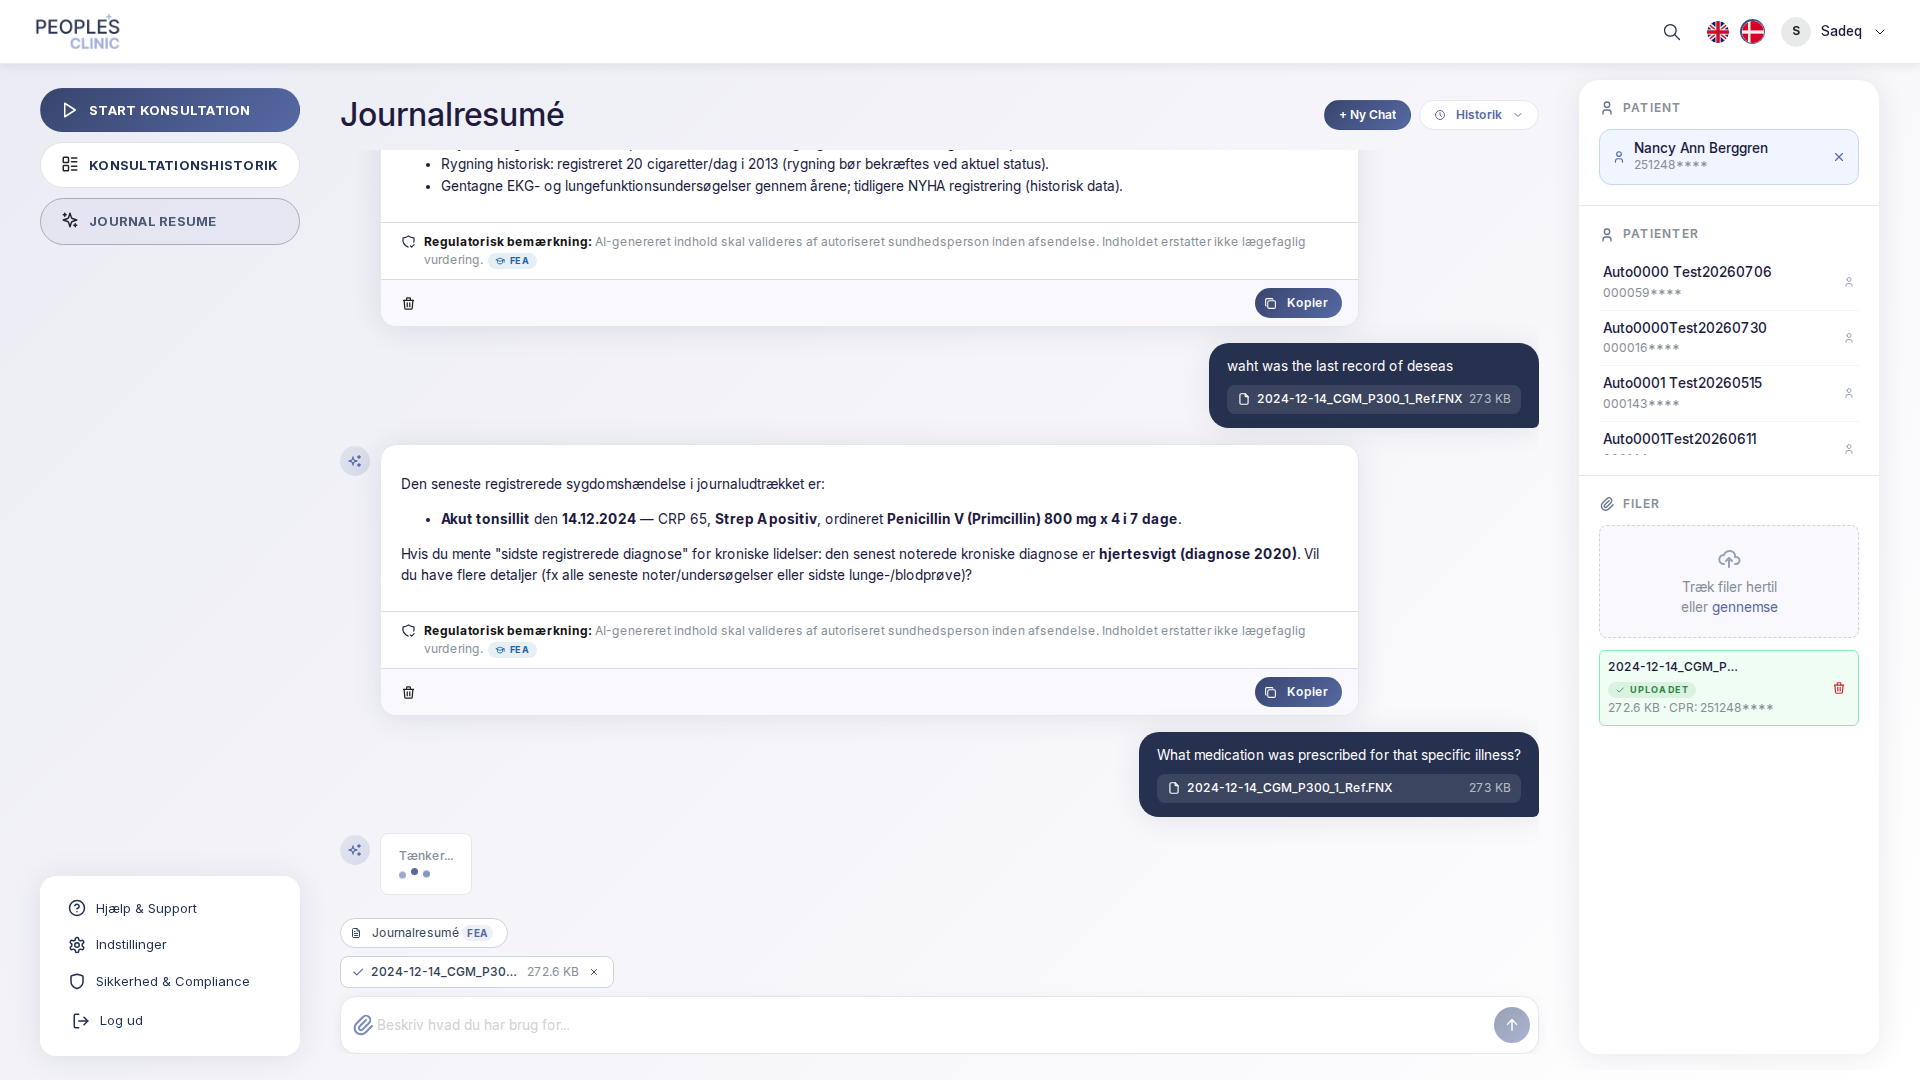 PEOPLE'S
CLINIC
S
Sadeq
START KONSULTATION
KONSULTATIONSHISTORIK
JOURNAL RESUME
Journalresumé
+ Ny Chat
Historik
Rygning historisk: registreret 20 cigaretter/dag i 2013 (rygning bør bekræftes ved aktuel status).
Gentagne EKG- og lungefunktionsundersøgelser gennem årene; tidligere NYHA registrering (historisk data).
Regulatorisk bemærkning: AI-genereret indhold skal valideres af autoriseret sundhedsperson inden afsendelse. Indholdet erstatter ikke lægefaglig
vurdering. FEA
Kopier
waht was the last record of deseas
2024-12-14_CGM_P300_1_Ref.FNX 273 KB
Den seneste registrerede sygdomshændelse i journaludtrækket er:
Akut tonsillit den 14.12.2024 — CRP 65, Strep A positiv, ordineret Penicillin V (Primcillin) 800 mg x 4 i 7 dage.
Hvis du mente "sidste registrerede diagnose" for kroniske lidelser: den senest noterede kroniske diagnose er hjertesvigt (diagnose 2020). Vil
du have flere detaljer (fx alle seneste noter/undersøgelser eller sidste lunge-/blodprøve)?
Regulatorisk bemærkning: AI-genereret indhold skal valideres af autoriseret sundhedsperson inden afsendelse. Indholdet erstatter ikke lægefaglig
vurdering. FEA
Kopier
What medication was prescribed for that specific illness?
2024-12-14_CGM_P300_1_Ref.FNX 273 KB
Tænker...
Journalresumé FEA
2024-12-14_CGM_P30... 272.6 KB
Beskriv hvad du har brug for...
Hjælp & Support
Indstillinger
Sikkerhed & Compliance
Log ud
PATIENT
Nancy Ann Berggren
251248****
PATIENTER
Auto0000 Test20260706
000059****
Auto0000Test20260730
000016****
Auto0001 Test20260515
000143****
Auto0001Test20260611
FILER
Træk filer hertil
eller gennemse
2024-12-14_CGM_P...
UPLOADET
272.6 KB · CPR: 251248****